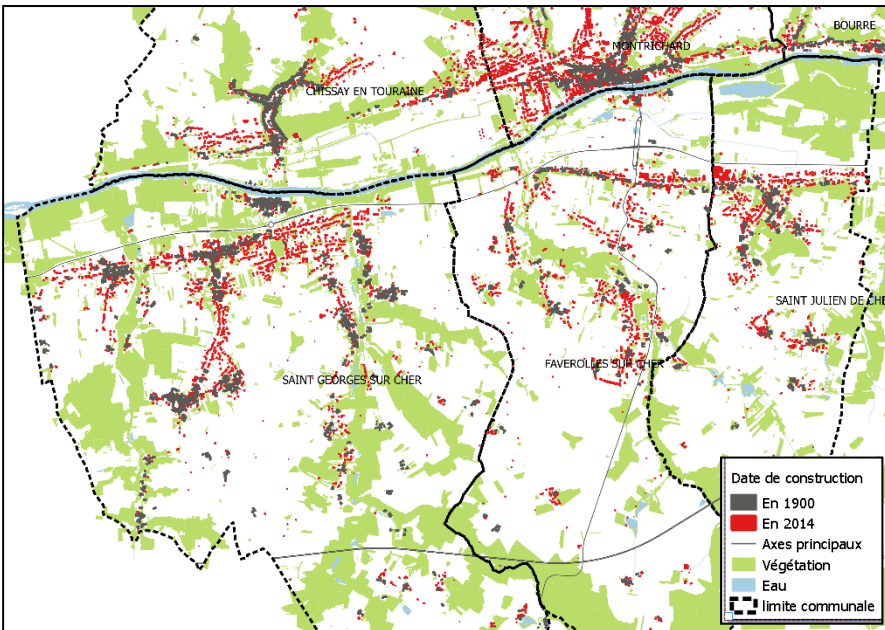 BOURRE
MONTRICHARD
CHISSAY EN TOURAINE
SAINT JULIEN DE CHE
FAVEROLLES SUR CHER
SAINT GEORGES SUR CHER
Date de construction
En 1900
En 2014
Axes principaux
Végétation
Eau
limite communale